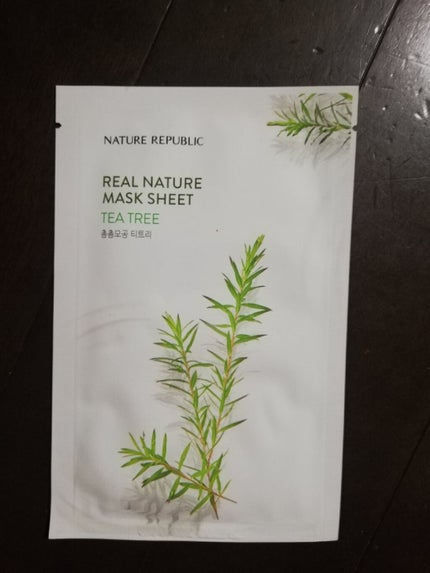 NATURE REPUBLIC
REAL NATURE
MASK SHEET
TEA TREE
촘촘모공 티트리